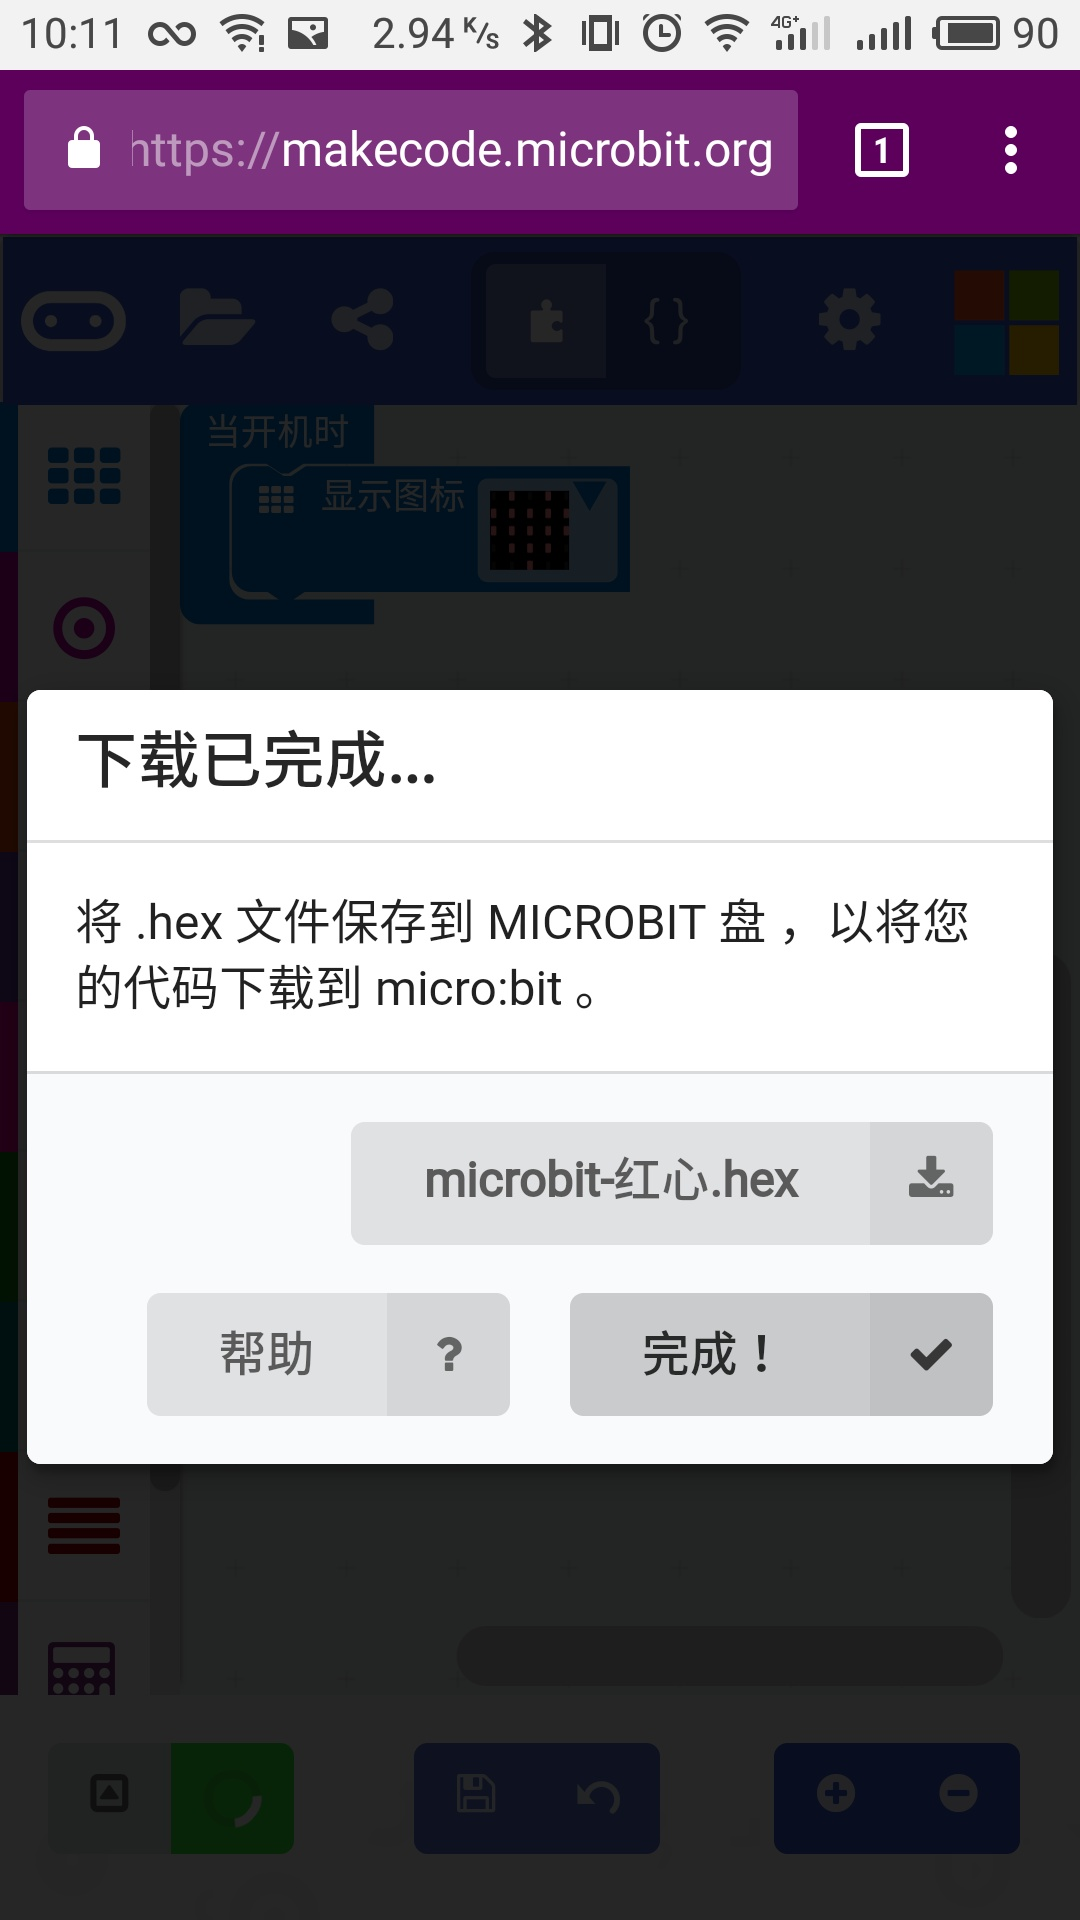 10:11 2.94 K/s 4G+ 90
https://makecode.microbit.org 1
{ }
当开机时
显示图标
下载已完成...
将 .hex 文件保存到 MICROBIT 盘，以将您
的代码下载到 micro:bit 。
microbit-红心.hex
帮助 ?
完成！